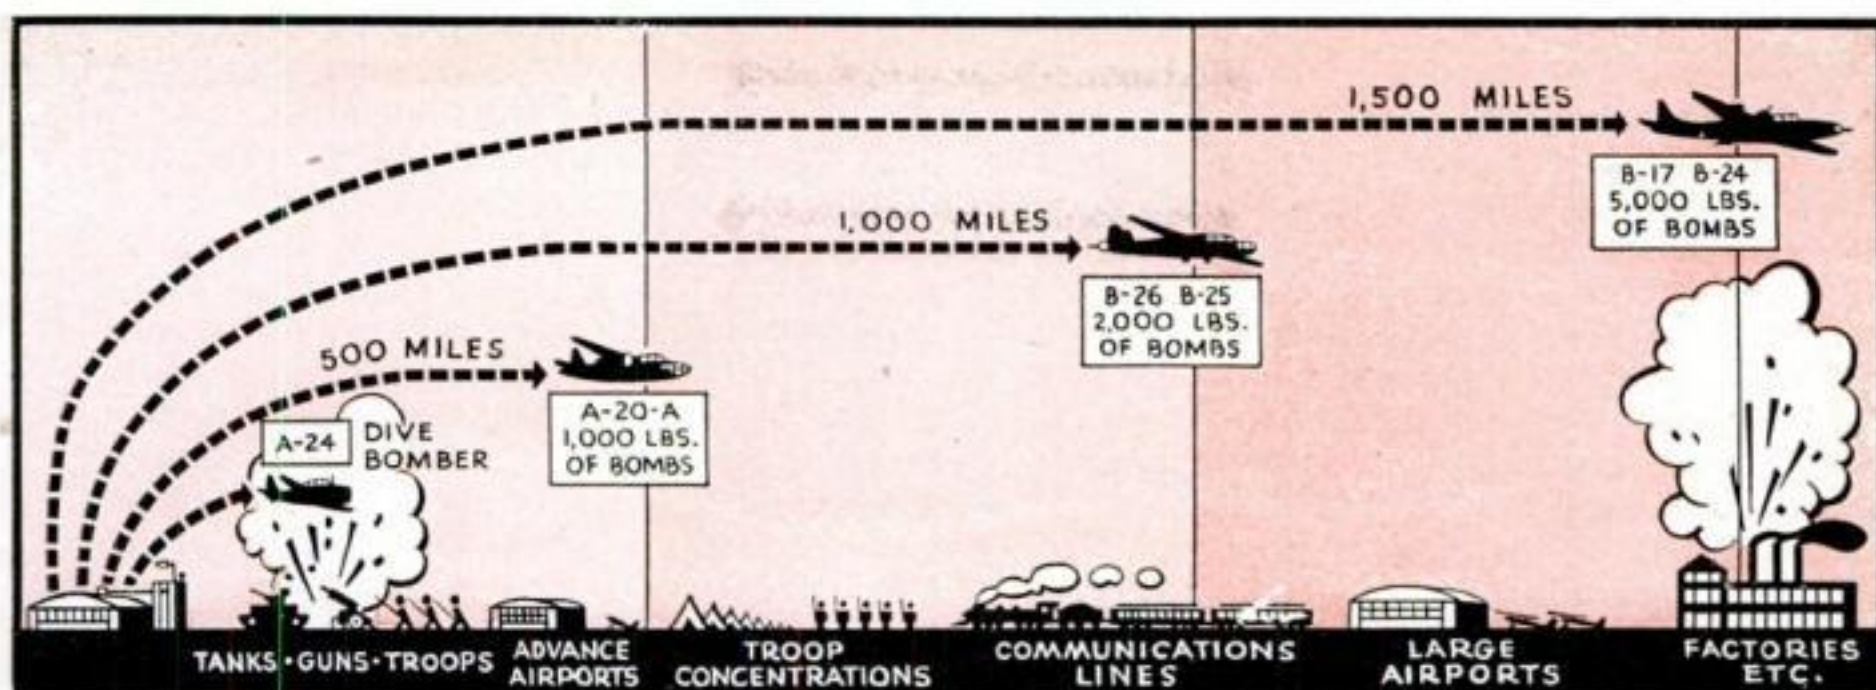 1,500 MILES
B-17 B-24
5,000 LBS.
OF BOMBS
1,000 MILES
B-26 B-25
2,000 LBS.
OF BOMBS
500 MILES
A-20-A
1,000 LBS.
OF BOMBS
A-24
DIVE
BOMBER
TANKS·GUNS·TROOPS
ADVANCE
AIRPORTS
TROOP
CONCENTRATIONS
COMMUNICATIONS
LINES
LARGE
AIRPORTS
FACTORIES
ETC.